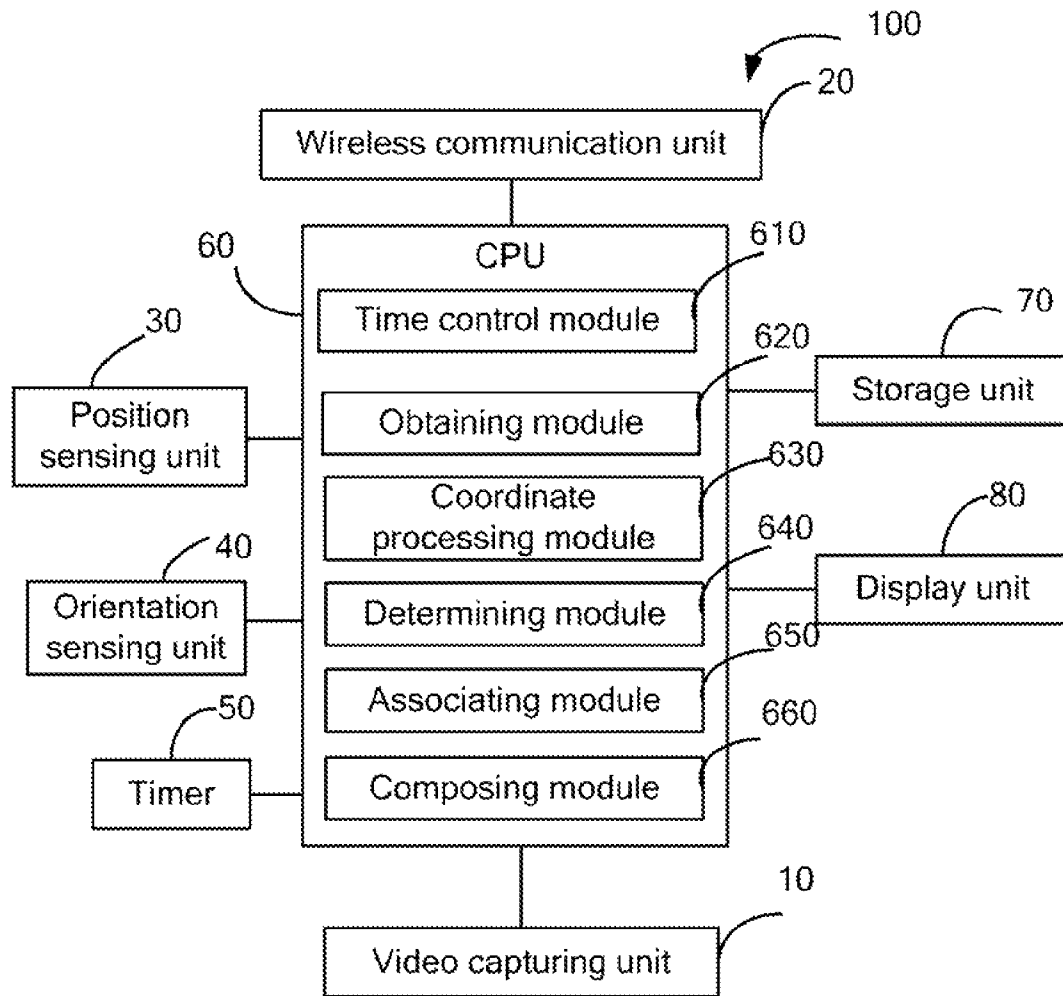 100
20
Wireless communication unit
60
CPU
610
Time control module
30
620
70
Position
sensing unit
Obtaining module
Storage unit
630
Coordinate
processing module
40
640
80
Orientation
sensing unit
Determining module
Display unit
650
50
Associating module
660
Timer
Composing module
10
Video capturing unit